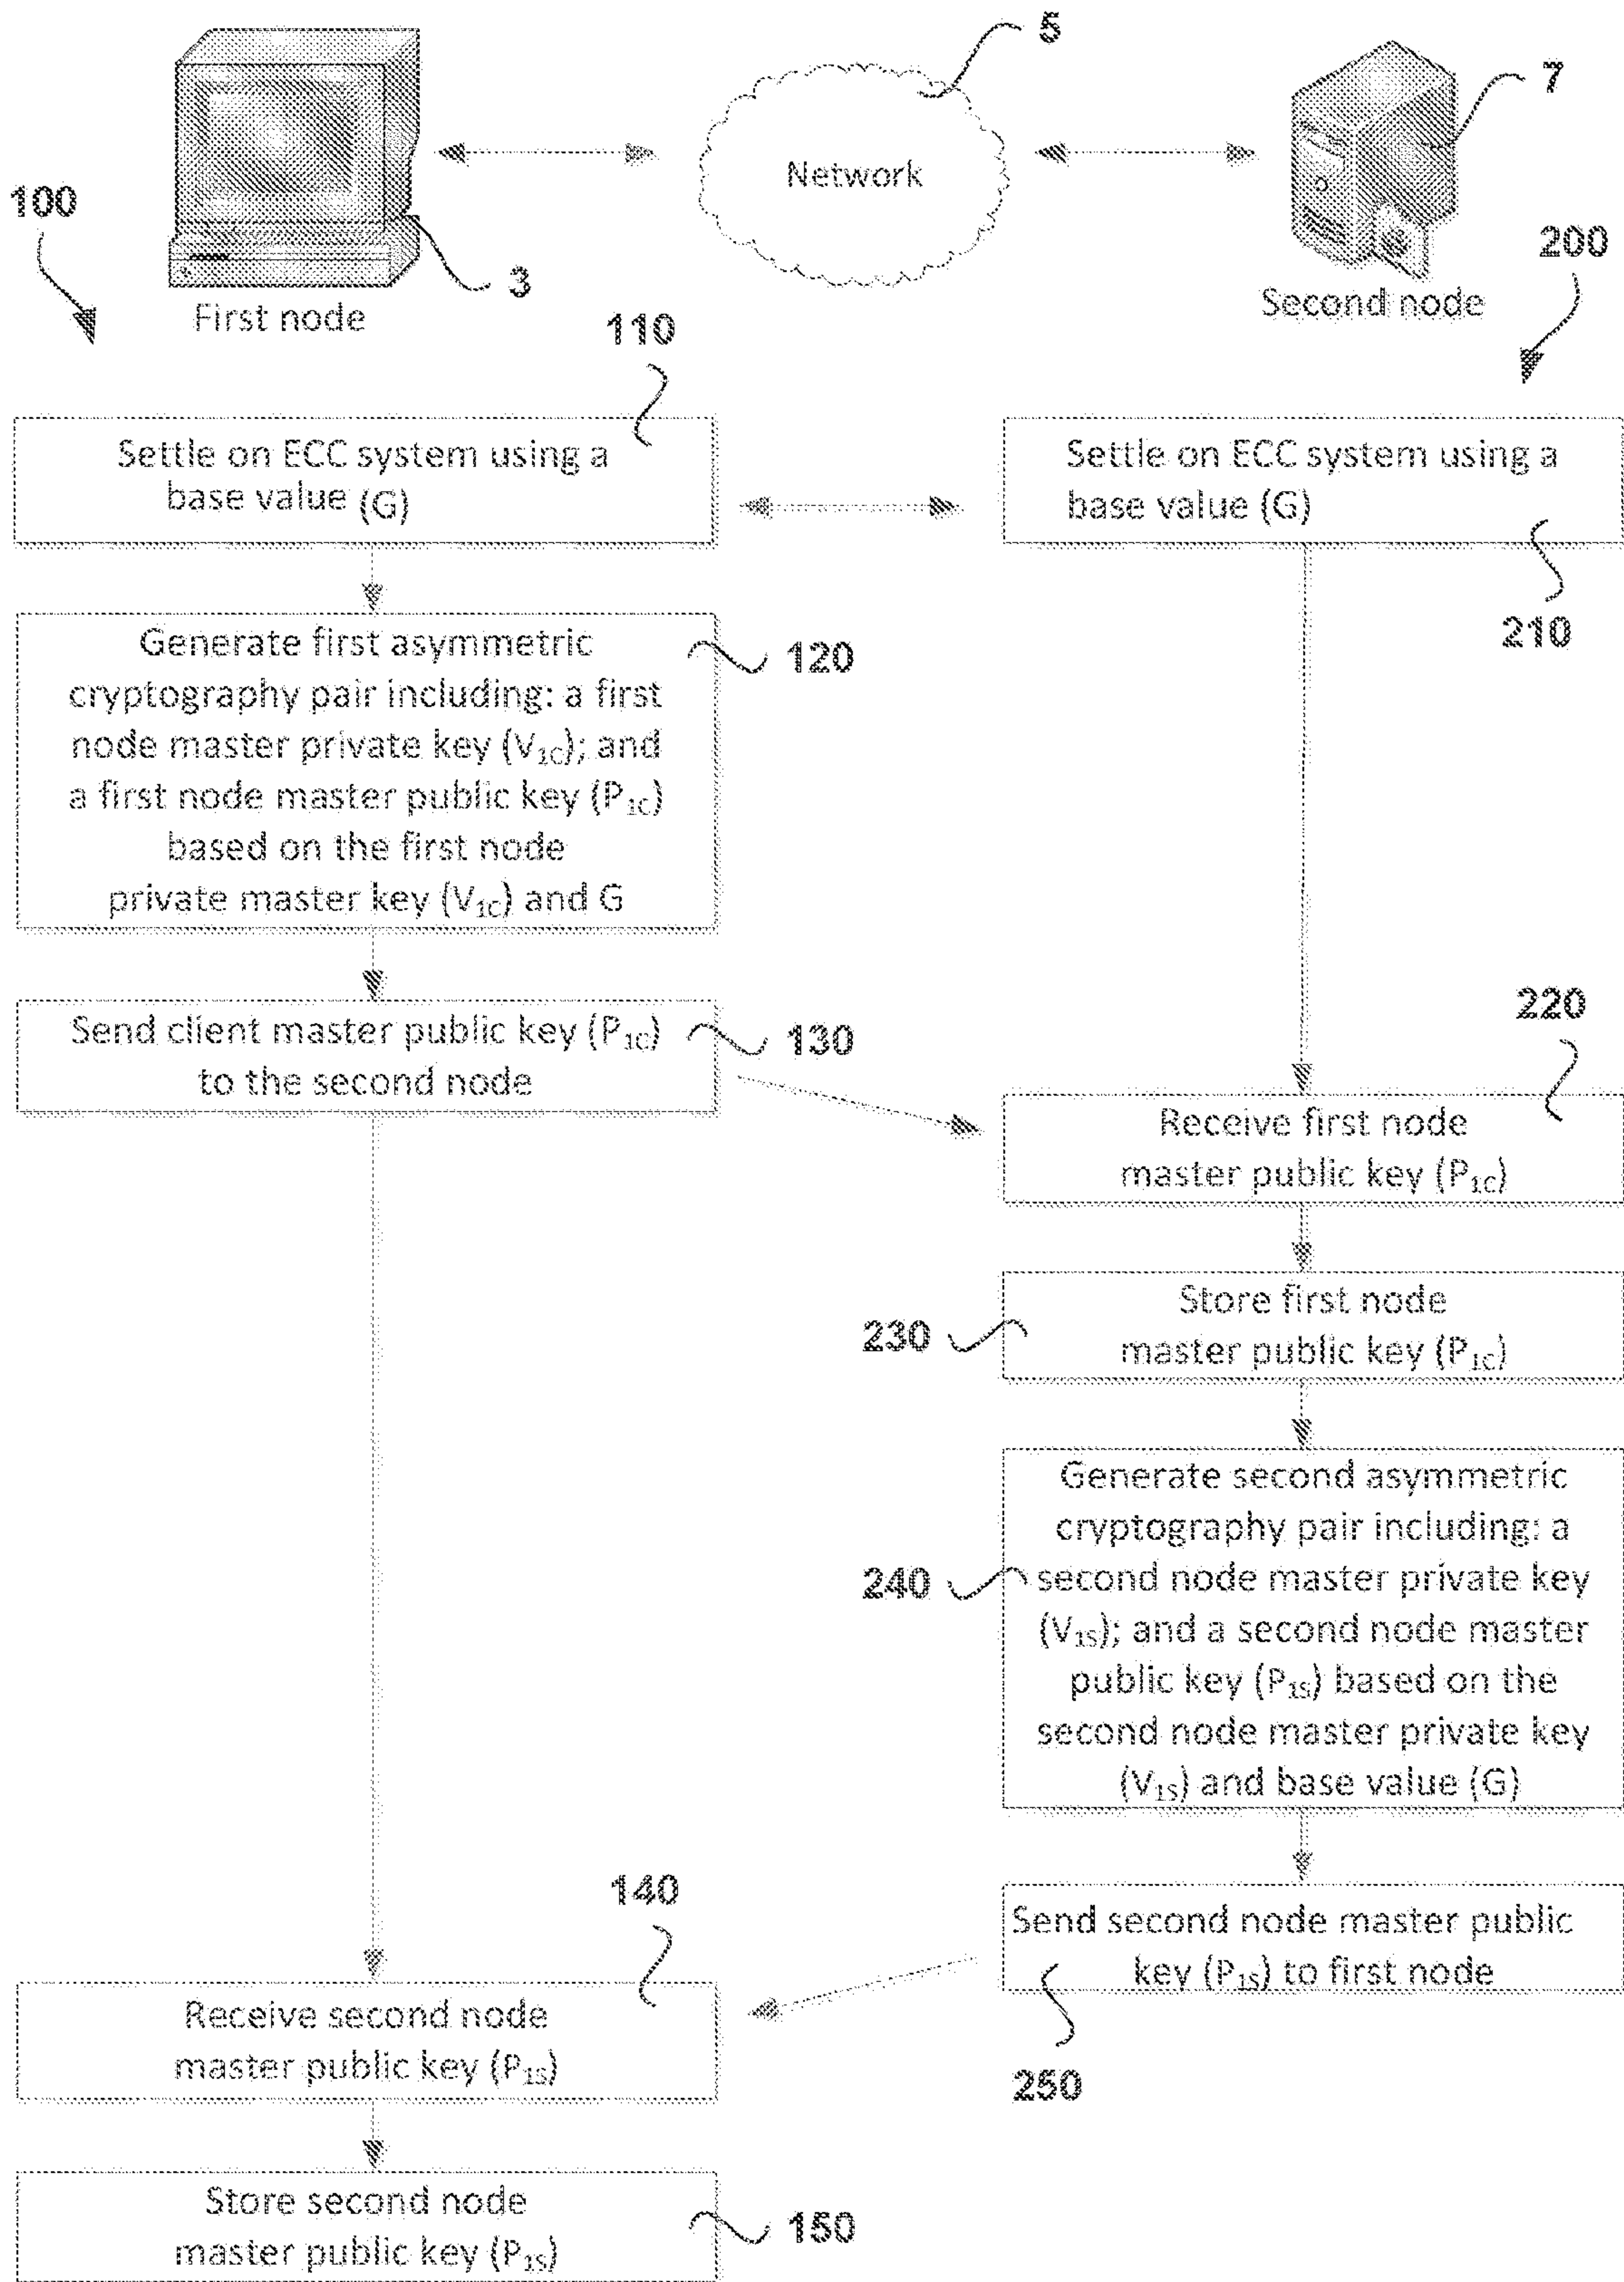 5
7
Network
100
200
3
First node
Second node
110
Settle on ECC system using a
base value (G)
Settle on ECC system using a
base value (G)
210
Generate first asymmetric
cryptography pair including: a first
node master private key (V1C); and
a first node master public key (P1C)
based on the first node
private master key (V1C) and G
120
Send client master public key (P1C)
to the second node
130
220
Receive first node
master public key (P1C)
Store first node
master public key (P1C)
230
Generate second asymmetric
cryptography pair including: a
second node master private key
(V1S); and a second node master
public key (P1S) based on the
second node master private key
(V1S) and base value (G)
240
140
Send second node master public
key (P1S) to first node
250
Receive second node
master public key (P1S)
Store second node
master public key (P1S)
150